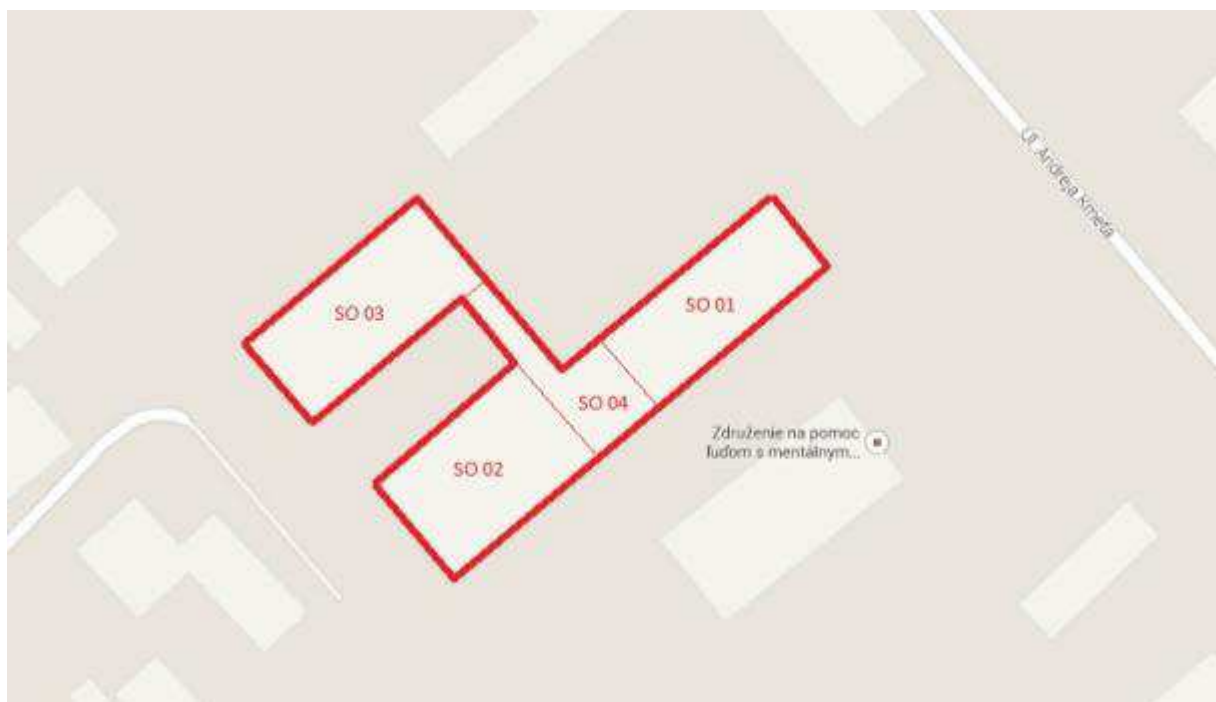 Ul. Andreja Kmeťa
SO 03
SO 01
SO 04
Združenie na pomoc
ľuďom s mentálnym...
SO 02